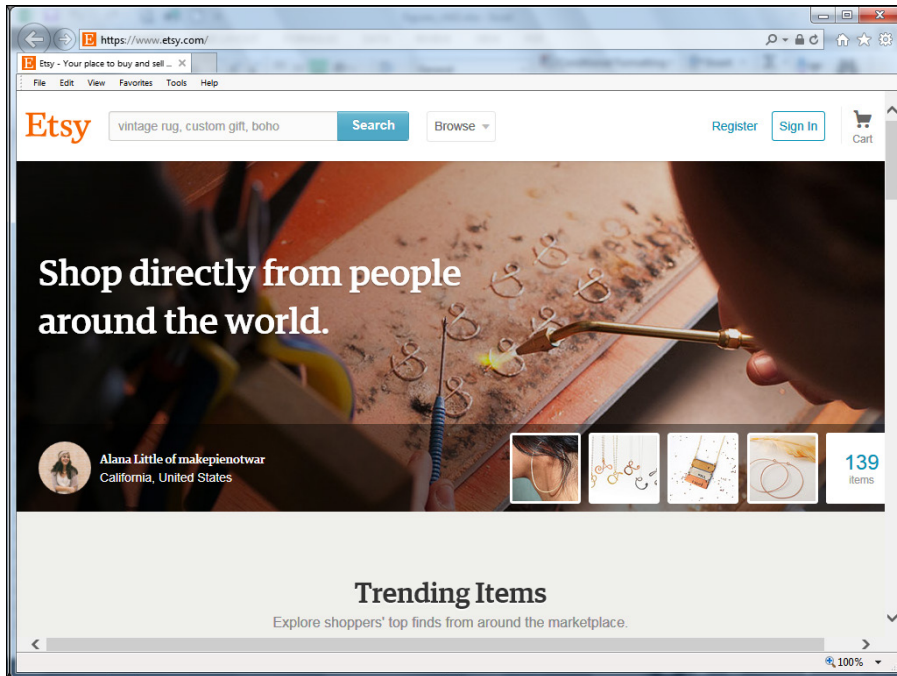 https://www.etsy.com/
Etsy - Your place to buy and sell ...
File Edit View Favorites Tools Help
Etsy
vintage rug, custom gift, boho
Search
Browse
Register
Sign In
Cart
Shop directly from people
around the world.
Alana Little of makepienotwar
California, United States
139
items
Trending Items
Explore shoppers' top finds from around the marketplace.
100%